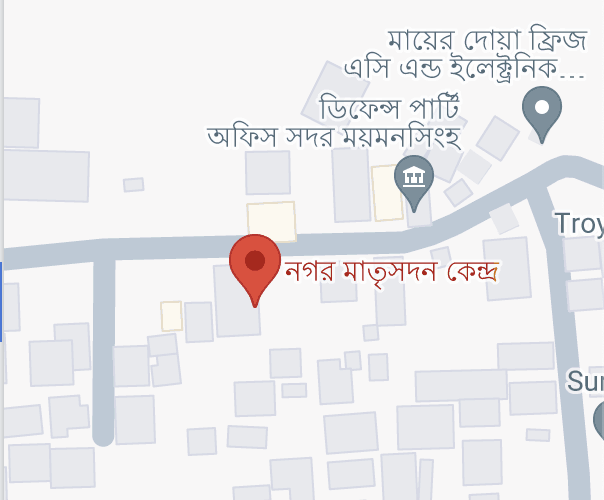 মায়ের দোয়া ফ্রিজ
এসি এন্ড ইলেক্ট্রনিক...
ডিফেন্স পার্টি
অফিস সদর ময়মনসিংহ
Troy
নগর মাতৃসদন কেন্দ্র
Sur